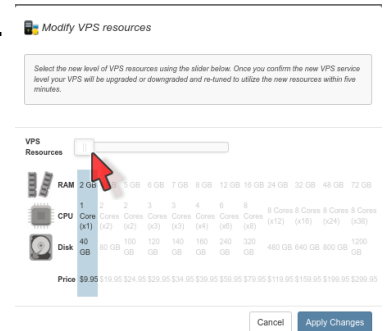 Modify VPS resources
Select the new level of VPS resources using the slider below. Once you confirm the new VPS service
level your VPS will be upgraded or downgraded and re-tuned to utilize the new resources within five
minutes.
VPS
Resources
RAM 2 GB 5 GB 6 GB 7 GB 8 GB 12 GB 16 GB 24 GB 32 GB 48 GB 72 GB
1 2 2 3 3 4 6 6
CPU Core Cores Cores Cores Cores Cores Cores Cores 8 Cores 8 Cores 8 Cores 8 Cores
(x1) (x2) (x2) (x3) (x3) (x4) (x6) (x8) (x12) (x16) (x24) (x36)
40 100 120 140 160 240 320 1200
Disk 80 GB 480 GB 640 GB 800 GB
GB GB GB GB GB GB GB GB
Price $9.95 $19.95 $24.95 $29.95 $34.95 $39.95 $59.95 $79.95 $119.95 $159.95 $199.95 $299.95
Cancel Apply Changes